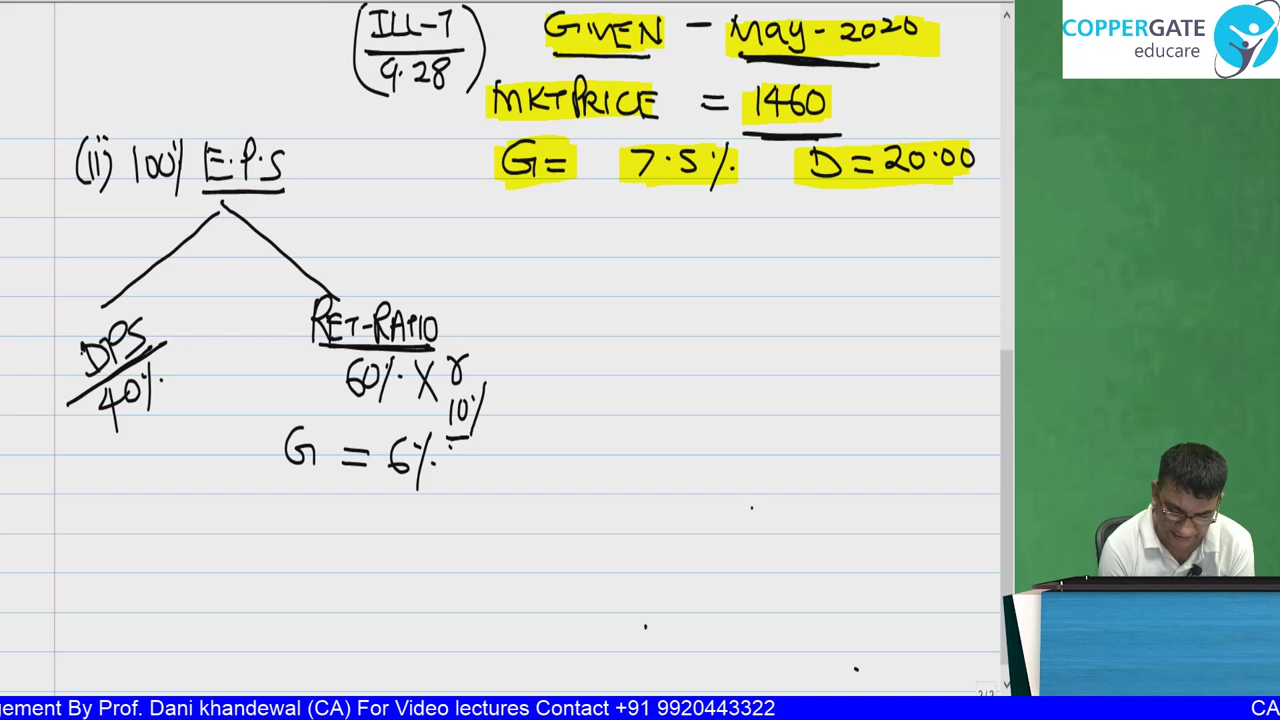 (ILL-7 / 9.28)
GIVEN - May-2020
MKT PRICE = 1460
G = 7.5% D = 20.00
(ii) 100% E.P.S
DPS RET-RATIO
40% 60% X r
10%
G = 6%
COPPERGATE
educare
gement By Prof. Dani khandewal (CA) For Video lectures Contact +91 9920443322
CA